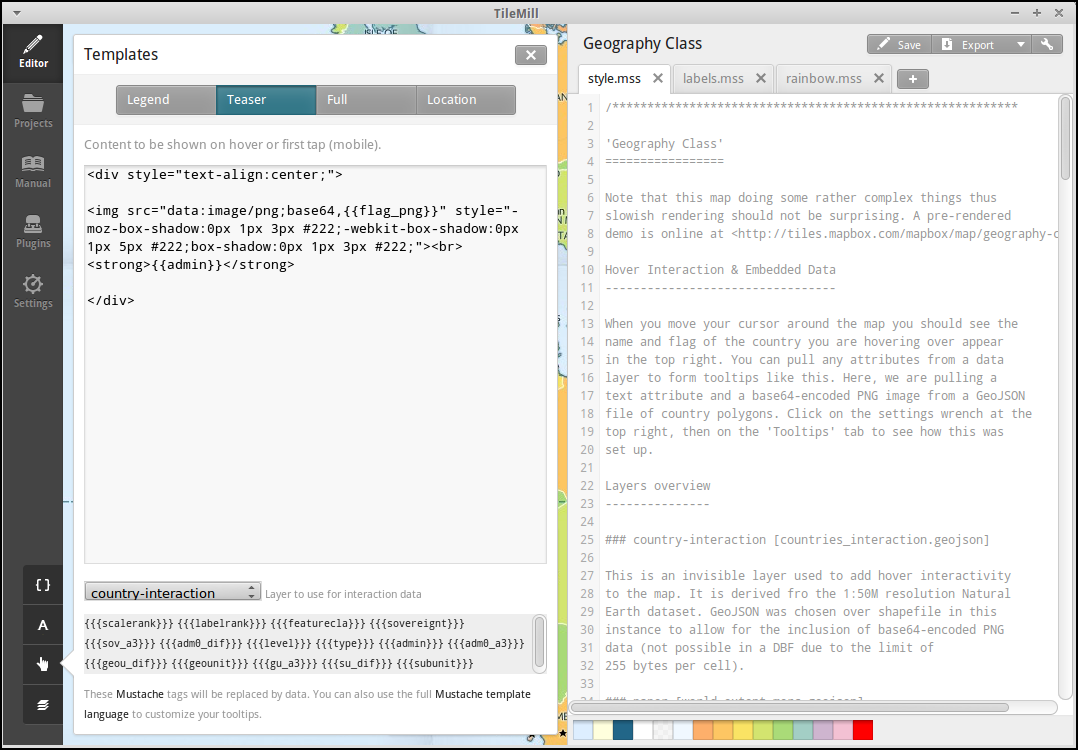 TileMill
Editor
Projects
Manual
Plugins
Settings
{ }
A
ISLE OF
Templates
Legend
Teaser
Full
Location
Content to be shown on hover or first tap (mobile).
<div style="text-align:center;">
<img src="data:image/png;base64,{{flag_png}}" style="-
moz-box-shadow:0px 1px 3px #222;-webkit-box-shadow:0px
1px 5px #222;box-shadow:0px 1px 3px #222;"><br>
<strong>{{admin}}</strong>
</div>
country-interaction
Layer to use for interaction data
{{{scalerank}}} {{{labelrank}}} {{{featurecla}}} {{{sovereignt}}}
{{{sov_a3}}} {{{adm0_dif}}} {{{level}}} {{{type}}} {{{admin}}} {{{adm0_a3}}}
{{{geou_dif}}} {{{geounit}}} {{{gu_a3}}} {{{su_dif}}} {{{subunit}}}
These Mustache tags will be replaced by data. You can also use the full Mustache template
language to customize your tooltips.
Geography Class
Save
Export
style.mss
labels.mss
rainbow.mss
+
1 /*********************************************************
2
3 'Geography Class'
4 =================
5
6 Note that this map doing some rather complex things thus
7 slowish rendering should not be surprising. A pre-rendered
8 demo is online at <http://tiles.mapbox.com/mapbox/map/geography-c
9
10 Hover Interaction & Embedded Data
11 ---------------------------------
12
13 When you move your cursor around the map you should see the
14 name and flag of the country you are hovering over appear
15 in the top right. You can pull any attributes from a data
16 layer to form tooltips like this. Here, we are pulling a
17 text attribute and a base64-encoded PNG image from a GeoJSON
18 file of country polygons. Click on the settings wrench at the
19 top right, then on the 'Tooltips' tab to see how this was
20 set up.
21
22 Layers overview
23 ---------------
24
25 ### country-interaction [countries_interaction.geojson]
26
27 This is an invisible layer used to add hover interactivity
28 to the map. It is derived fro the 1:50M resolution Natural
29 Earth dataset. GeoJSON was chosen over shapefile in this
30 instance to allow for the inclusion of base64-encoded PNG
31 data (not possible in a DBF due to the limit of
32 255 bytes per cell).
33